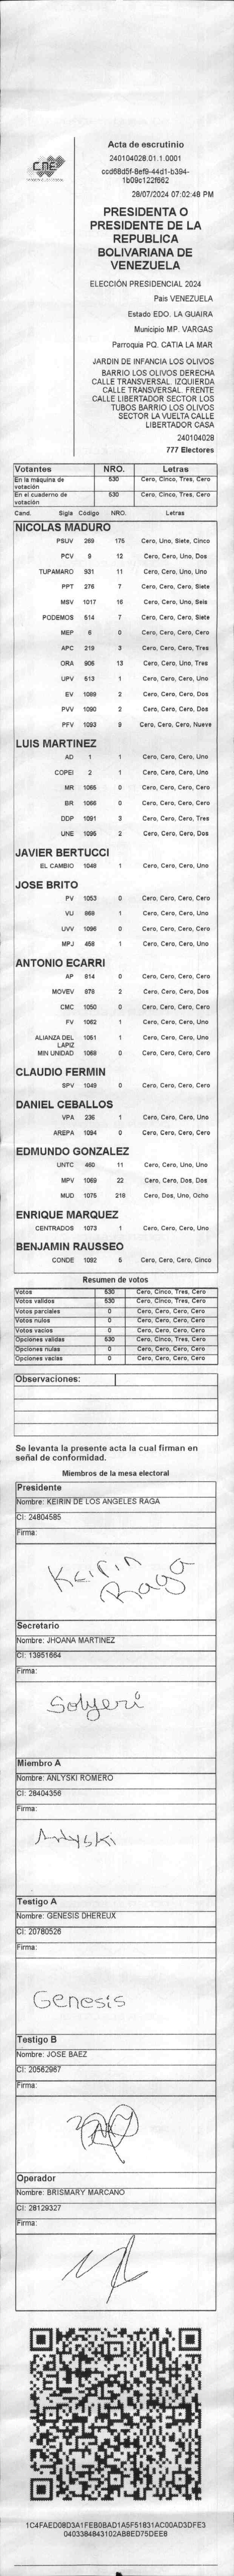 CNE
Acta de escrutinio
240104028.01.1.0001
ccd68d5f-8ef9-44d1-b394-
1b09c122f662
28/07/2024 07:02:48 PM
PRESIDENTA O
PRESIDENTE DE LA
REPUBLICA
BOLIVARIANA DE
VENEZUELA
ELECCIÓN PRESIDENCIAL 2024
Pais VENEZUELA
Estado EDO. LA GUAIRA
Municipio MP. VARGAS
Parroquia PQ. CATIA LA MAR
JARDIN DE INFANCIA LOS OLIVOS
BARRIO LOS OLIVOS DERECHA
CALLE TRANSVERSAL. IZQUIERDA
CALLE TRANSVERSAL. FRENTE
CALLE LIBERTADOR SECTOR LOS
TUBOS BARRIO LOS OLIVOS
SECTOR LA VUELTA CALLE
LIBERTADOR CASA
240104028
777 Electores
Votantes NRO. Letras
En la máquina de votación 530 Cero, Cinco, Tres, Cero
En el cuaderno de votación 530 Cero, Cinco, Tres, Cero
Cand. Sigla Código NRO. Letras
NICOLAS MADURO
PSUV 269 175 Cero, Uno, Siete, Cinco
PCV 9 12 Cero, Cero, Uno, Dos
TUPAMARO 931 11 Cero, Cero, Uno, Uno
PPT 276 7 Cero, Cero, Cero, Siete
MSV 1017 16 Cero, Cero, Uno, Seis
PODEMOS 514 7 Cero, Cero, Cero, Siete
MEP 6 0 Cero, Cero, Cero, Cero
APC 219 3 Cero, Cero, Cero, Tres
ORA 906 13 Cero, Cero, Uno, Tres
UPV 513 1 Cero, Cero, Cero, Uno
EV 1089 2 Cero, Cero, Cero, Dos
PVV 1090 2 Cero, Cero, Cero, Dos
PFV 1093 9 Cero, Cero, Cero, Nueve
LUIS MARTINEZ
AD 1 1 Cero, Cero, Cero, Uno
COPEI 2 1 Cero, Cero, Cero, Uno
MR 1065 0 Cero, Cero, Cero, Cero
BR 1066 0 Cero, Cero, Cero, Cero
DDP 1091 3 Cero, Cero, Cero, Tres
UNE 1095 2 Cero, Cero, Cero, Dos
JAVIER BERTUCCI
EL CAMBIO 1048 1 Cero, Cero, Cero, Uno
JOSE BRITO
PV 1053 0 Cero, Cero, Cero, Cero
VU 869 1 Cero, Cero, Cero, Uno
UVV 1096 0 Cero, Cero, Cero, Cero
MPJ 458 1 Cero, Cero, Cero, Uno
ANTONIO ECARRI
AP 814 0 Cero, Cero, Cero, Cero
MOVEV 978 2 Cero, Cero, Cero, Dos
CMC 1050 0 Cero, Cero, Cero, Cero
FV 1062 1 Cero, Cero, Cero, Uno
ALIANZA DEL LAPIZ 1051 1 Cero, Cero, Cero, Uno
MIN UNIDAD 1068 0 Cero, Cero, Cero, Cero
CLAUDIO FERMIN
SPV 1049 0 Cero, Cero, Cero, Cero
DANIEL CEBALLOS
VPA 236 1 Cero, Cero, Cero, Uno
AREPA 1094 0 Cero, Cero, Cero, Cero
EDMUNDO GONZALEZ
UNTC 460 11 Cero, Cero, Uno, Uno
MPV 1069 22 Cero, Cero, Dos, Dos
MUD 1075 218 Cero, Dos, Uno, Ocho
ENRIQUE MARQUEZ
CENTRADOS 1073 1 Cero, Cero, Cero, Uno
BENJAMIN RAUSSEO
CONDE 1092 5 Cero, Cero, Cero, Cinco
Resumen de votos
Votos 530 Cero, Cinco, Tres, Cero
Votos validos 530 Cero, Cinco, Tres, Cero
Votos parciales 0 Cero, Cero, Cero, Cero
Votos nulos 0 Cero, Cero, Cero, Cero
Votos vacios 0 Cero, Cero, Cero, Cero
Opciones validas 530 Cero, Cinco, Tres, Cero
Opciones nulas 0 Cero, Cero, Cero, Cero
Opciones vacias 0 Cero, Cero, Cero, Cero
Observaciones:
Se levanta la presente acta la cual firman en
señal de conformidad.
Miembros de la mesa electoral
Presidente
Nombre: KEIRIN DE LOS ANGELES RAGA
CI: 24804585
Firma:
Keirin
Raga
Secretario
Nombre: JHOANA MARTINEZ
CI: 13951664
Firma:
Solyeri
Miembro A
Nombre: ANLYSKI ROMERO
CI: 28404356
Firma:
Anlyski
Testigo A
Nombre: GENESIS DHEREUX
CI: 20780526
Firma:
Genesis
Testigo B
Nombre: JOSE BAEZ
CI: 20562967
Firma:
Operador
Nombre: BRISMARY MARCANO
CI: 28129327
Firma:
1C4FAED08D3A1FEB0BAD1A5F51831AC00AD3DFE3
0403384843102AB8ED75DEE8